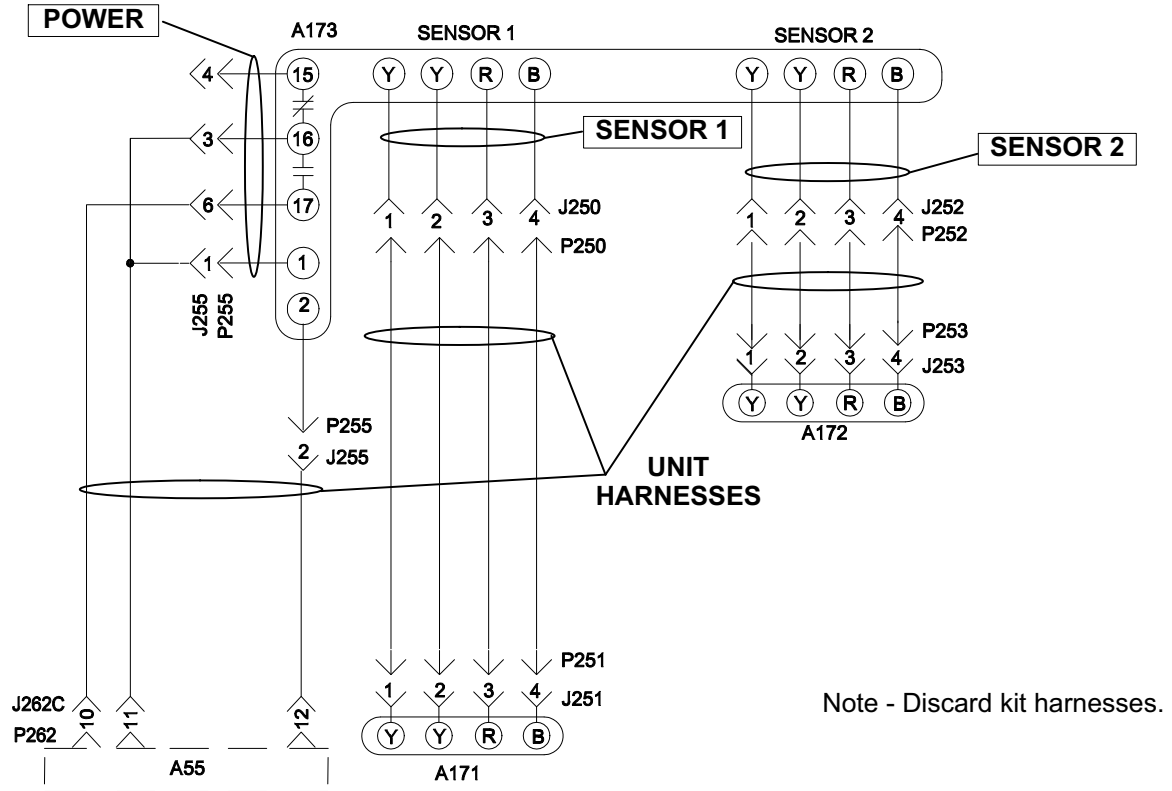 POWER
A173
SENSOR 1
SENSOR 2
4
15
Y Y R B
Y Y R B
3
16
SENSOR 1
SENSOR 2
6
17
1 2 3 4
J250
P250
1 2 3 4
J252
P252
1
1
2
J255
P255
P255
2
J255
P253
1 2 3 4
J253
Y Y R B
A172
UNIT
HARNESSES
P251
1 2 3 4
J251
J262C
10 11 12
P262
Y Y R B
A55
A171
Note - Discard kit harnesses.